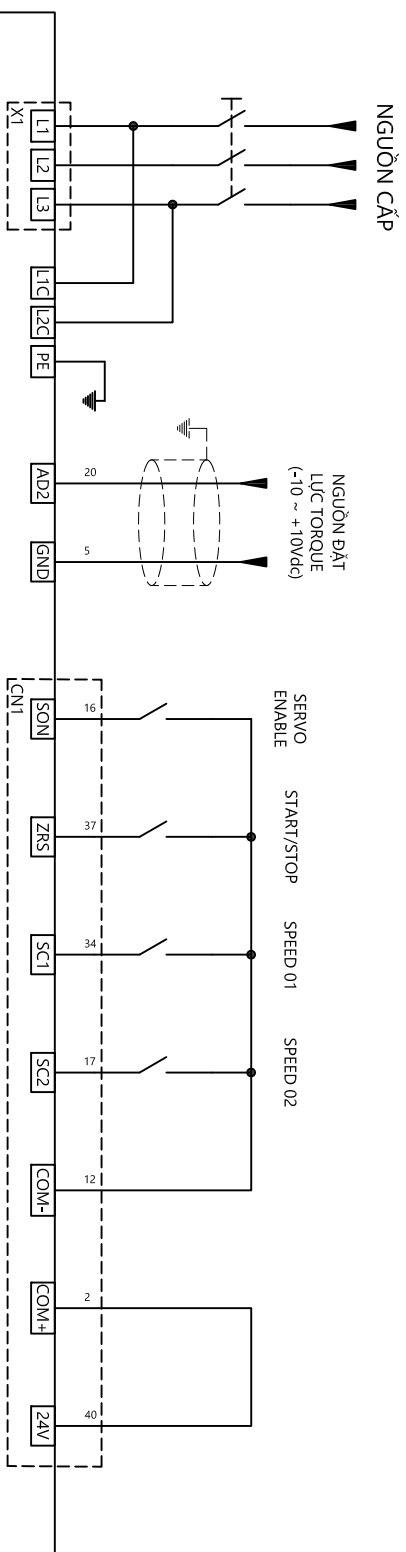 NGUỒN CẤP
L1
L2
L3
X1
L1C
L2C
PE
NGUỒN ĐẶT
LỰC TORQUE
(-10 ~ +10Vdc)
20
AD2
5
GND
SERVO
ENABLE
16
SON
CN1
START/STOP
37
ZRS
SPEED 01
34
SC1
SPEED 02
17
SC2
12
COM-
2
COM+
40
24V